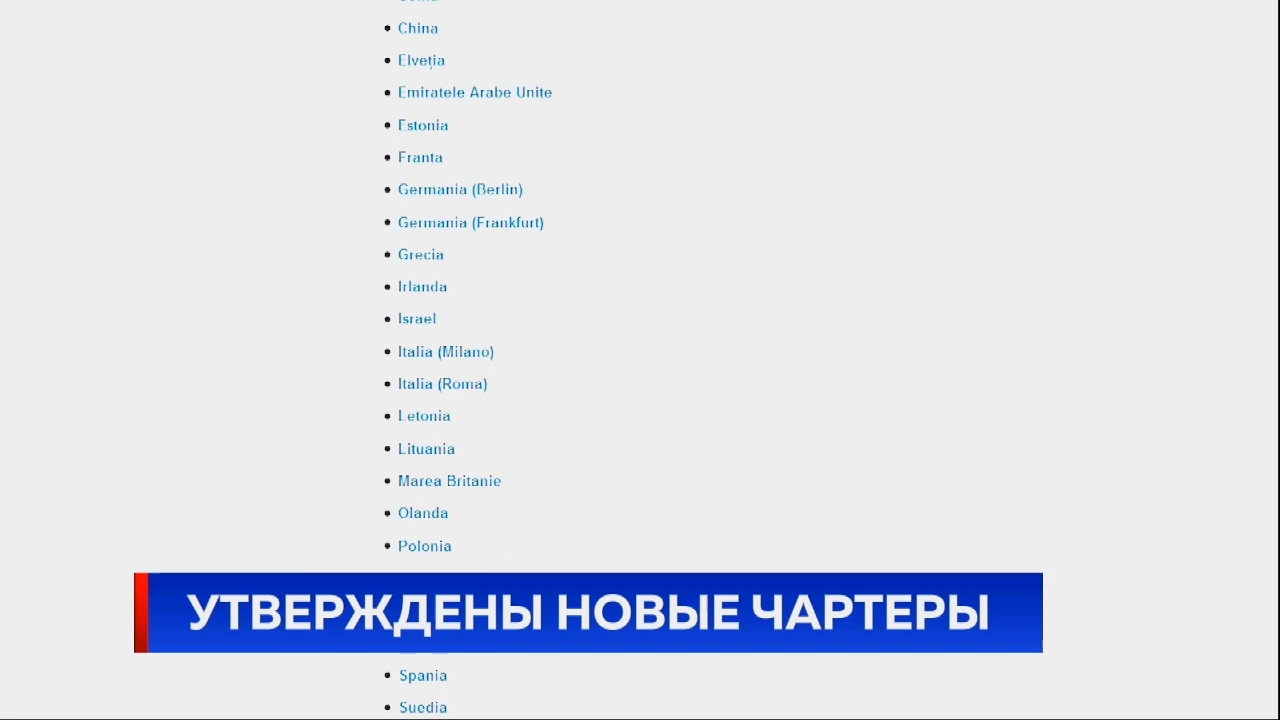 China
Elveția
Emiratele Arabe Unite
Estonia
Franta
Germania (Berlin)
Germania (Frankfurt)
Grecia
Irlanda
Israel
Italia (Milano)
Italia (Roma)
Letonia
Lituania
Marea Britanie
Olanda
Polonia
УТВЕРЖДЕНЫ НОВЫЕ ЧАРТЕРЫ
Spania
Suedia